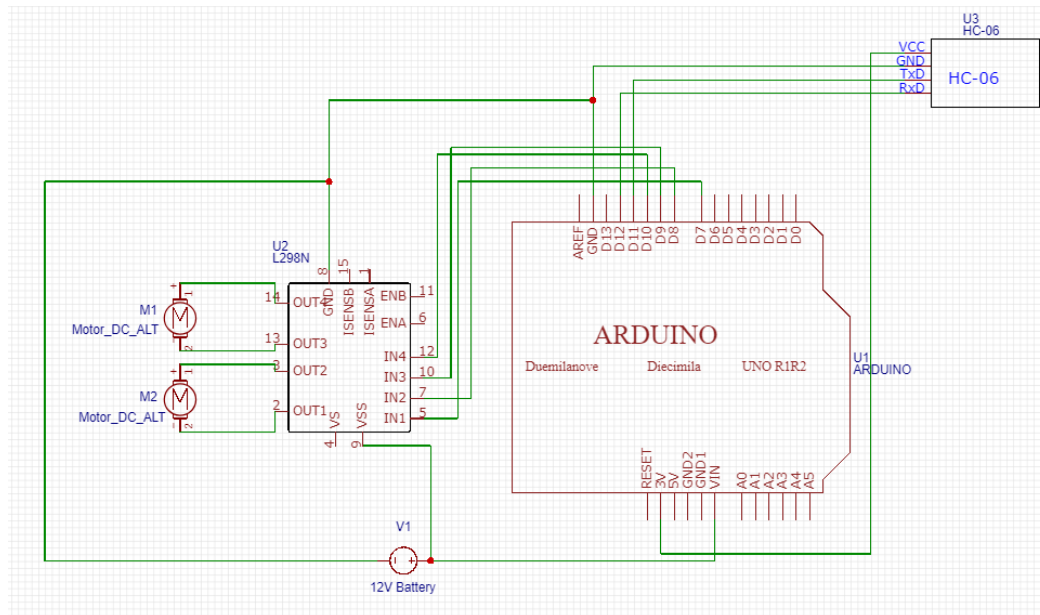 U3
HC-06
VCC
GND
TxD
RxD
HC-06
AREF
GND
D13
D12
D11
D10
D9
D8
D7
D6
D5
D4
D3
D2
D1
D0
U2
L298N
8
15
1
GND
ISENSB
ISENSA
14
OUT4
13
OUT3
3
OUT2
2
OUT1
ENB
11
ENA
6
IN4
12
IN3
10
IN2
7
IN1
5
VS
VSS
4
9
+
1
M1
M
Motor_DC_ALT
2
+
1
M2
M
Motor_DC_ALT
2
ARDUINO
Duemilanove
Diecimila
UNO R1R2
U1
ARDUINO
RESET
3V
5V
GND2
GND1
VIN
A0
A1
A2
A3
A4
A5
V1
12V Battery